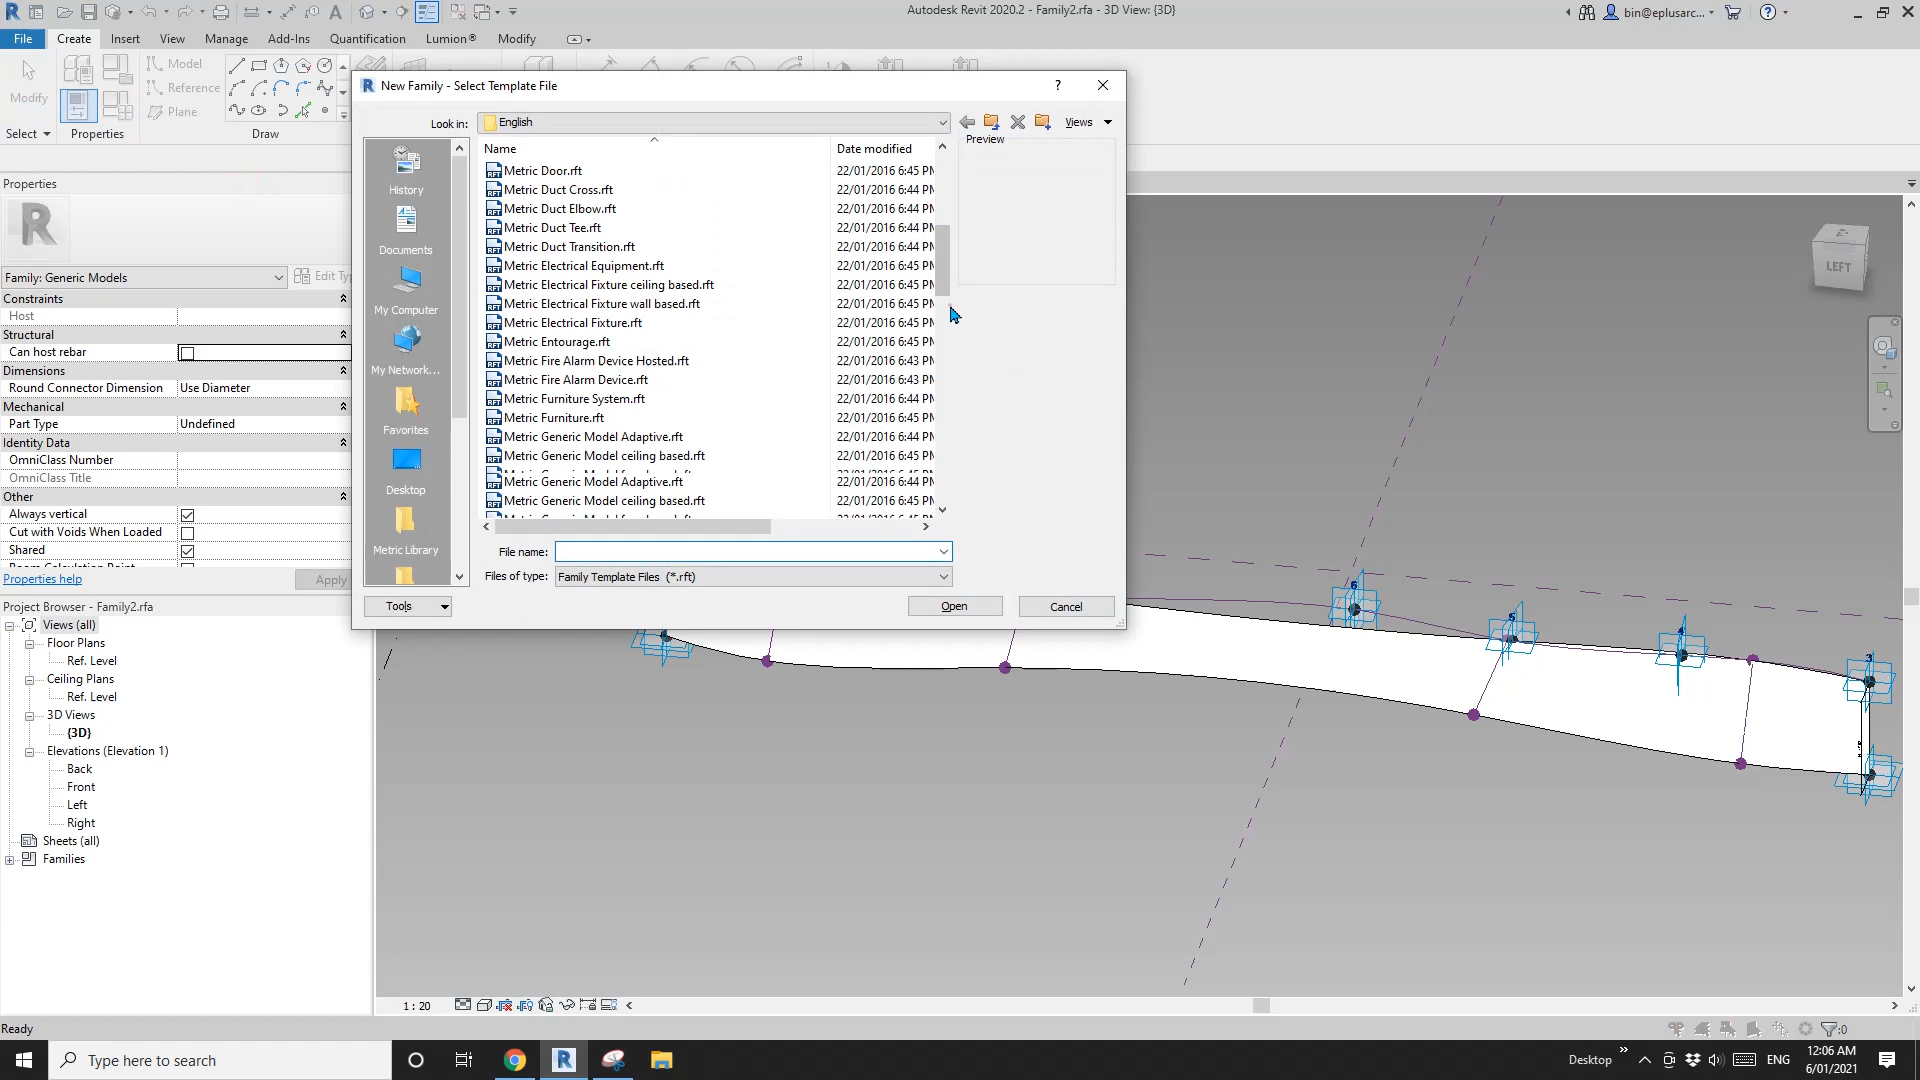 Autodesk Revit 2020.2 - Family2.rfa - 3D View: {3D}
bin@eplusarc...
File Create Insert View Manage Add-Ins Quantification Lumion® Modify
Modify
Select
Properties
Model
Reference
Plane
Draw
New Family - Select Template File
Look in: English
Views
Preview
History
Documents
My Computer
My Network...
Favorites
Desktop
Metric Library
Name Date modified
Metric Door.rft 22/01/2016 6:45 PM
Metric Duct Cross.rft 22/01/2016 6:44 PM
Metric Duct Elbow.rft 22/01/2016 6:44 PM
Metric Duct Tee.rft 22/01/2016 6:44 PM
Metric Duct Transition.rft 22/01/2016 6:44 PM
Metric Electrical Equipment.rft 22/01/2016 6:45 PM
Metric Electrical Fixture ceiling based.rft 22/01/2016 6:45 PM
Metric Electrical Fixture wall based.rft 22/01/2016 6:45 PM
Metric Electrical Fixture.rft 22/01/2016 6:45 PM
Metric Entourage.rft 22/01/2016 6:45 PM
Metric Fire Alarm Device Hosted.rft 22/01/2016 6:43 PM
Metric Fire Alarm Device.rft 22/01/2016 6:43 PM
Metric Furniture System.rft 22/01/2016 6:44 PM
Metric Furniture.rft 22/01/2016 6:45 PM
Metric Generic Model Adaptive.rft 22/01/2016 6:44 PM
Metric Generic Model ceiling based.rft 22/01/2016 6:45 PM
Metric Generic Model Adaptive.rft 22/01/2016 6:44 PM
Metric Generic Model ceiling based.rft 22/01/2016 6:45 PM
File name:
Files of type: Family Template Files (*.rft)
Tools
Open
Cancel
Properties
Family: Generic Models
Edit Ty
Constraints
Host
Structural
Can host rebar
Dimensions
Round Connector Dimension Use Diameter
Mechanical
Part Type Undefined
Identity Data
OmniClass Number
OmniClass Title
Other
Always vertical
Cut with Voids When Loaded
Shared
Properties help
Apply
Project Browser - Family2.rfa
Views (all)
Floor Plans
Ref. Level
Ceiling Plans
Ref. Level
3D Views
{3D}
Elevations (Elevation 1)
Back
Front
Left
Right
Sheets (all)
Families
LEFT
6
5
4
3
1 : 20
Ready
:0
Type here to search
Desktop
ENG
12:06 AM
6/01/2021